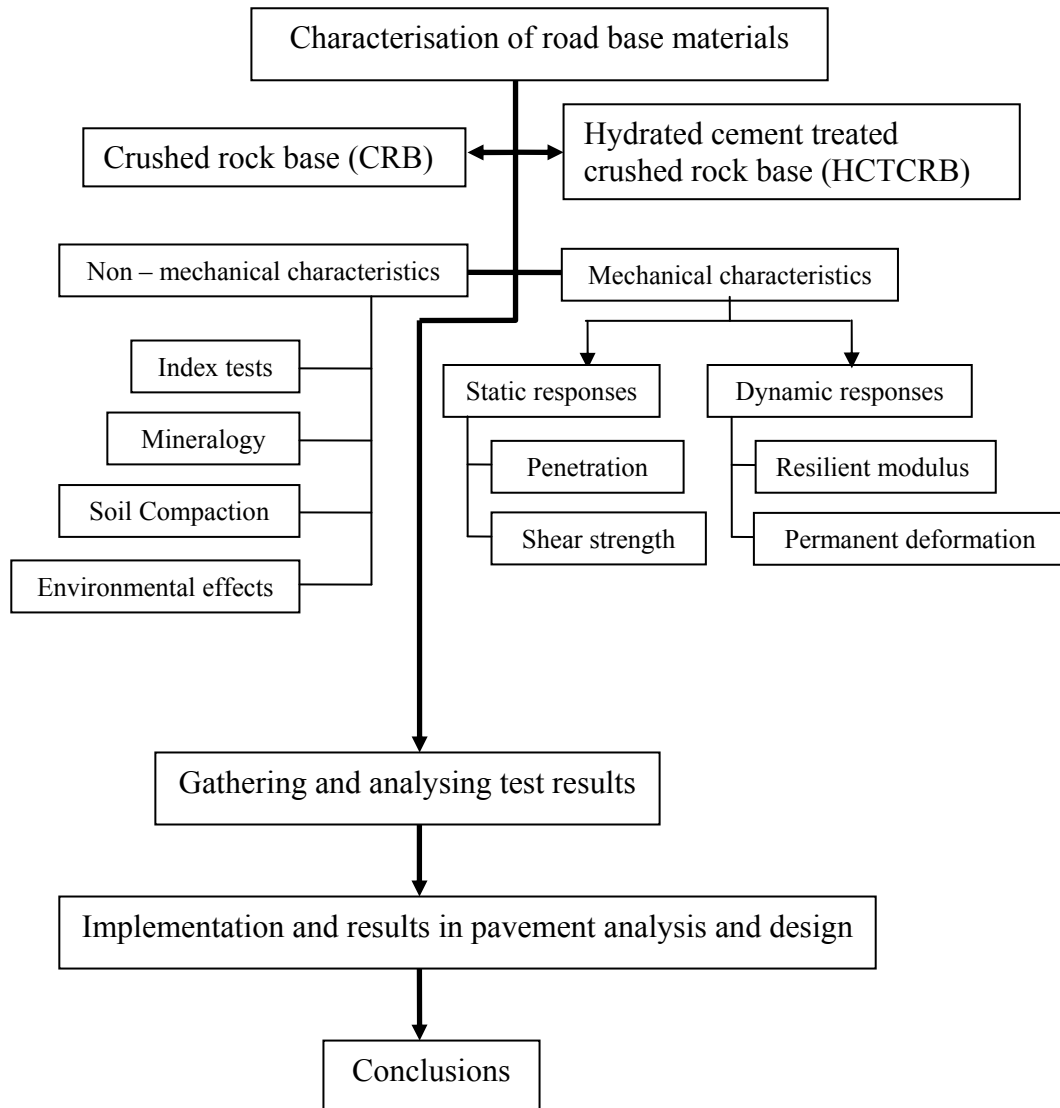 Characterisation of road base materials
Crushed rock base (CRB)
Hydrated cement treated
crushed rock base (HCTCRB)
Non – mechanical characteristics
Mechanical characteristics
Index tests
Mineralogy
Soil Compaction
Environmental effects
Static responses
Penetration
Shear strength
Dynamic responses
Resilient modulus
Permanent deformation
Gathering and analysing test results
Implementation and results in pavement analysis and design
Conclusions